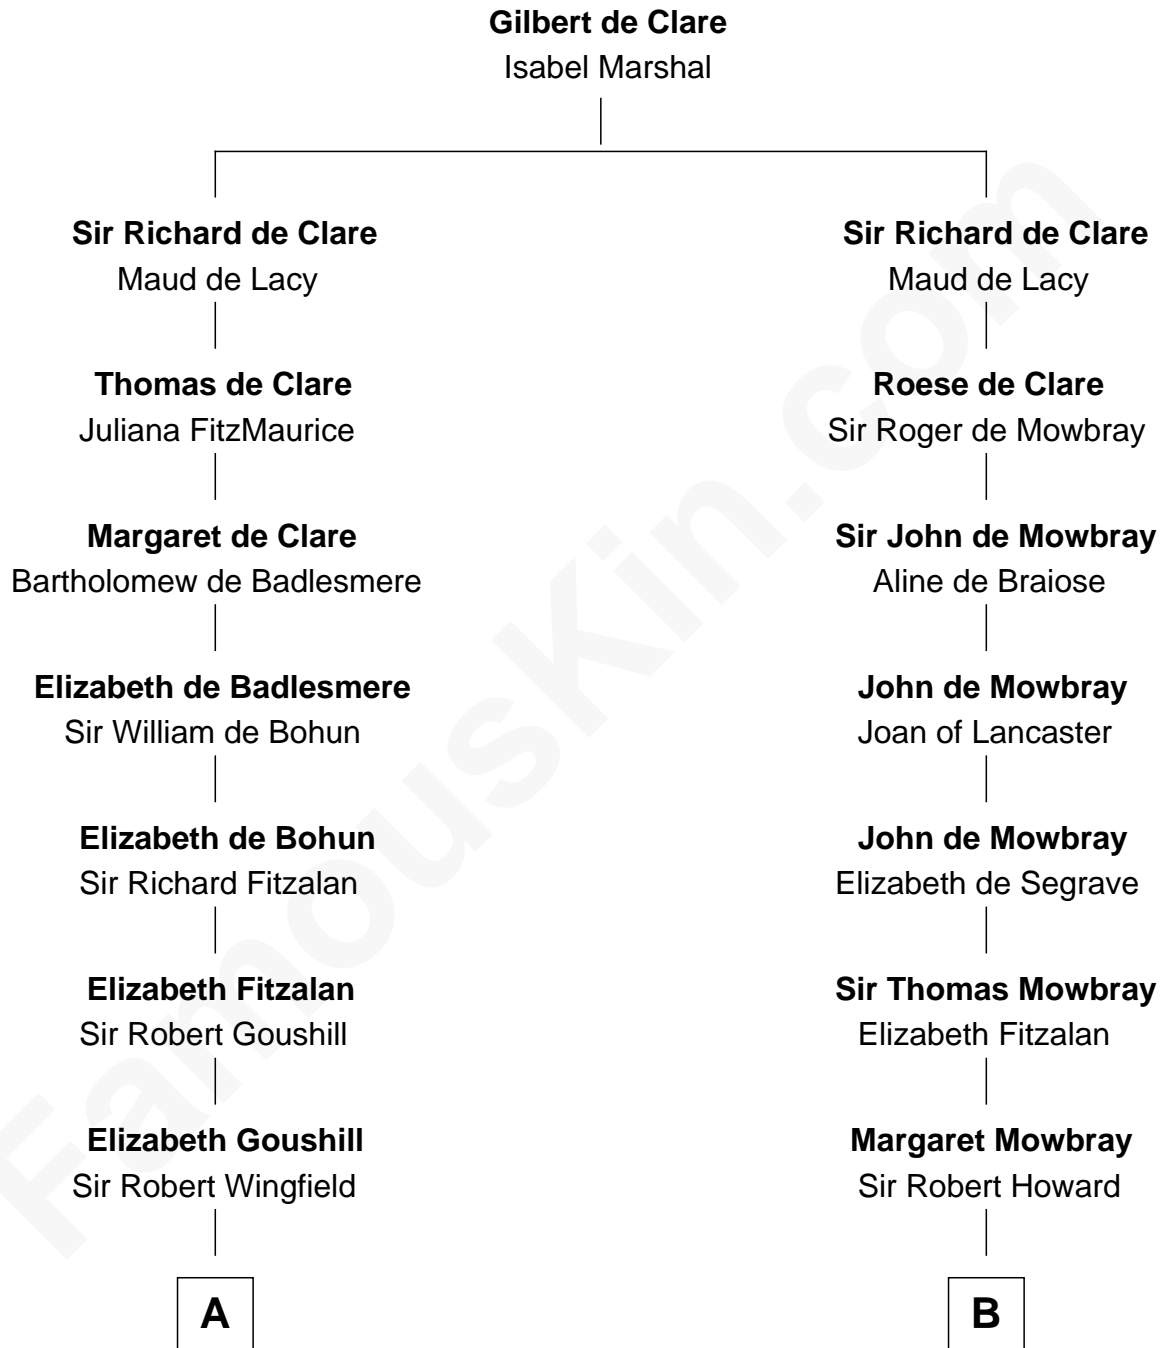 Gilbert de Clare
Isabel Marshal
Sir Richard de Clare
Maud de Lacy
Sir Richard de Clare
Maud de Lacy
Thomas de Clare
Juliana FitzMaurice
Roese de Clare
Sir Roger de Mowbray
Margaret de Clare
Bartholomew de Badlesmere
Sir John de Mowbray
Aline de Braiose
Elizabeth de Badlesmere
Sir William de Bohun
John de Mowbray
Joan of Lancaster
Elizabeth de Bohun
Sir Richard Fitzalan
John de Mowbray
Elizabeth de Segrave
Elizabeth Fitzalan
Sir Robert Goushill
Sir Thomas Mowbray
Elizabeth Fitzalan
Elizabeth Goushill
Sir Robert Wingfield
Margaret Mowbray
Sir Robert Howard
A
B
FamousKin.com